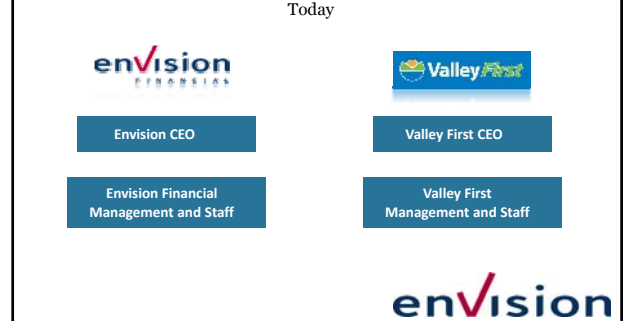 Today
envision
FINANCIAL
Valley First
Envision CEO
Valley First CEO
Envision Financial
Management and Staff
Valley First
Management and Staff
envision